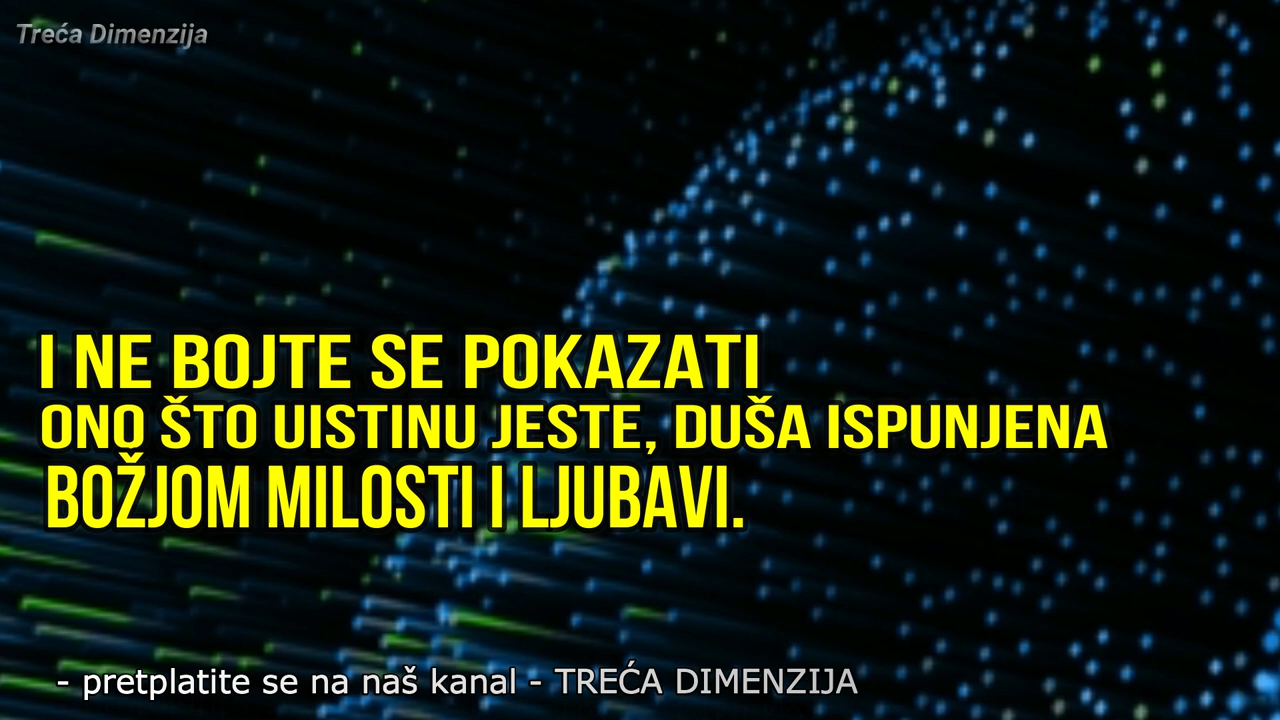 Treća Dimenzija
I NE BOJTE SE POKAZATI
ONO ŠTO UISTINU JESTE, DUŠA ISPUNJENA
BOŽJOM MILOSTI I LJUBAVI.
- pretplatite se na naš kanal - TREĆA DIMENZIJA